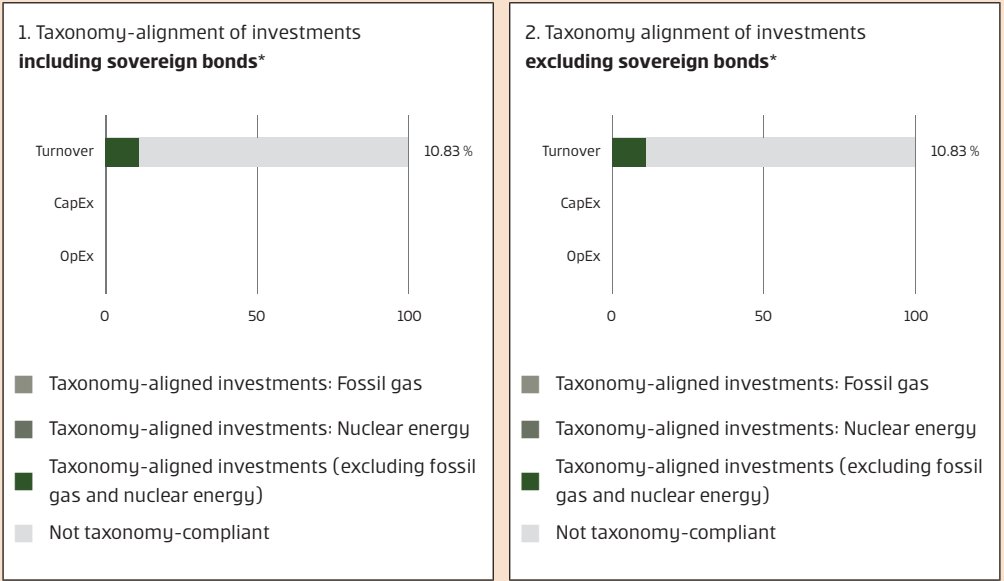 1. Taxonomy-alignment of investments
including sovereign bonds*
Turnover
10.83 %
CapEx
OpEx
0
50
100
Taxonomy-aligned investments: Fossil gas
Taxonomy-aligned investments: Nuclear energy
Taxonomy-aligned investments (excluding fossil
gas and nuclear energy)
Not taxonomy-compliant
2. Taxonomy alignment of investments
excluding sovereign bonds*
Turnover
10.83 %
CapEx
OpEx
0
50
100
Taxonomy-aligned investments: Fossil gas
Taxonomy-aligned investments: Nuclear energy
Taxonomy-aligned investments (excluding fossil
gas and nuclear energy)
Not taxonomy-compliant